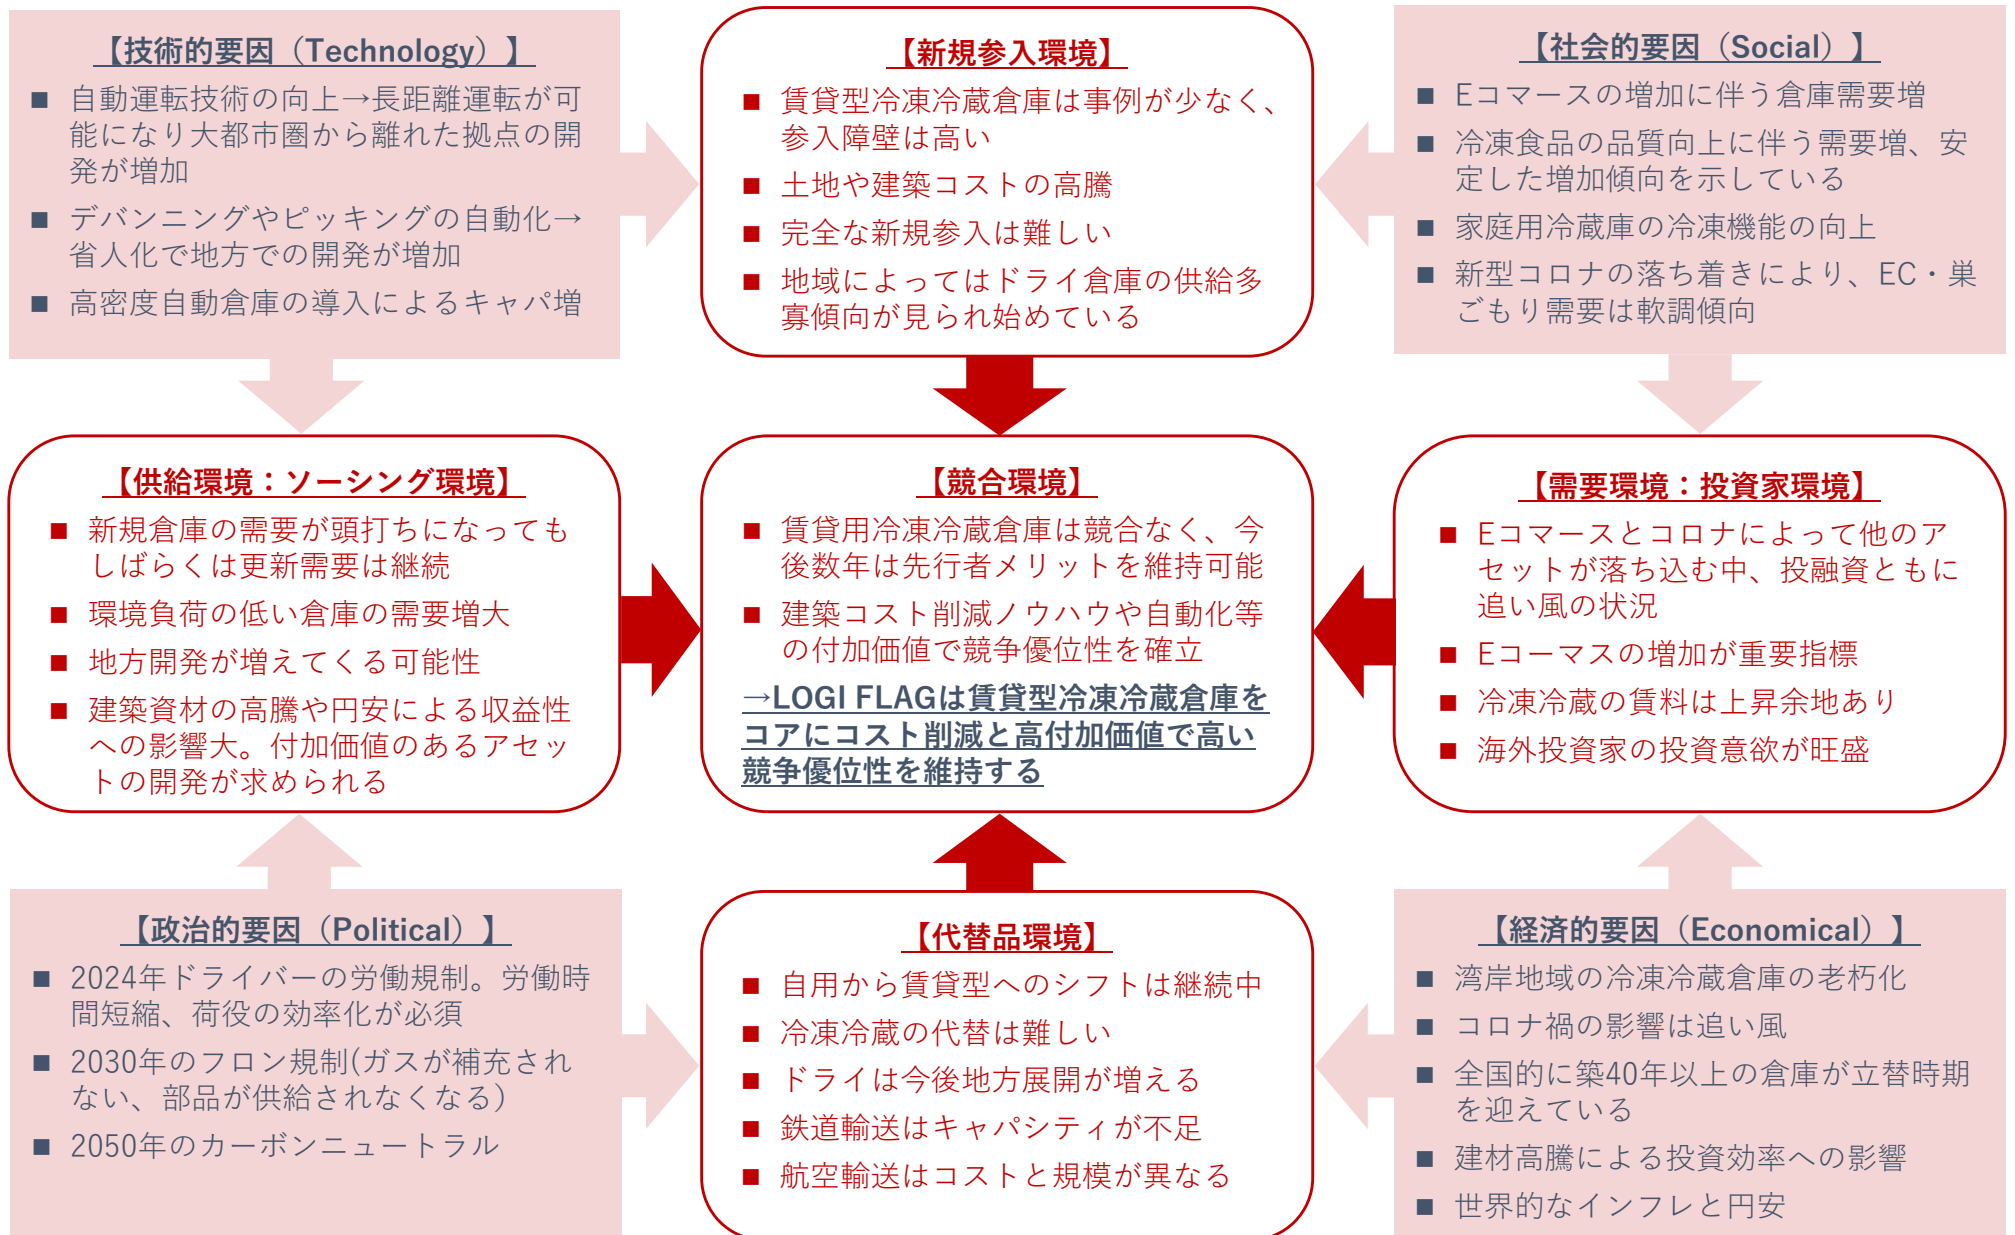 【技術的要因（Technology）】
■ 自動運転技術の向上→長距離運転が可
能になり大都市圏から離れた拠点の開
発が増加
■ デバンニングやピッキングの自動化→
省人化で地方での開発が増加
■ 高密度自動倉庫の導入によるキャパ増
【新規参入環境】
■ 賃貸型冷凍冷蔵倉庫は事例が少なく、
参入障壁は高い
■ 土地や建築コストの高騰
■ 完全な新規参入は難しい
■ 地域によってはドライ倉庫の供給多
寡傾向が見られ始めている
【社会的要因（Social）】
■ Eコマースの増加に伴う倉庫需要増
■ 冷凍食品の品質向上に伴う需要増、安
定した増加傾向を示している
■ 家庭用冷蔵庫の冷凍機能の向上
■ 新型コロナの落ち着きにより、EC・巣
ごもり需要は軟調傾向
【供給環境：ソーシング環境】
■ 新規倉庫の需要が頭打ちになっても
しばらくは更新需要は継続
■ 環境負荷の低い倉庫の需要増大
■ 地方開発が増えてくる可能性
■ 建築資材の高騰や円安による収益性
への影響大。付加価値のあるアセッ
トの開発が求められる
【競合環境】
■ 賃貸用冷凍冷蔵倉庫は競合なく、今
後数年は先行者メリットを維持可能
■ 建築コスト削減ノウハウや自動化等
の付加価値で競争優位性を確立
→LOGI FLAGは賃貸型冷凍冷蔵倉庫を
コアにコスト削減と高付加価値で高い
競争優位性を維持する
【需要環境：投資家環境】
■ Eコマースとコロナによって他のア
セットが落ち込む中、投融資ともに
追い風の状況
■ Eコーマスの増加が重要指標
■ 冷凍冷蔵の賃料は上昇余地あり
■ 海外投資家の投資意欲が旺盛
【政治的要因（Political）】
■ 2024年ドライバーの労働規制。労働時
間短縮、荷役の効率化が必須
■ 2030年のフロン規制(ガスが補充され
ない、部品が供給されなくなる)
■ 2050年のカーボンニュートラル
【代替品環境】
■ 自用から賃貸型へのシフトは継続中
■ 冷凍冷蔵の代替は難しい
■ ドライは今後地方展開が増える
■ 鉄道輸送はキャパシティが不足
■ 航空輸送はコストと規模が異なる
【経済的要因（Economical）】
■ 湾岸地域の冷凍冷蔵倉庫の老朽化
■ コロナ禍の影響は追い風
■ 全国的に築40年以上の倉庫が立替時期
を迎えている
■ 建材高騰による投資効率への影響
■ 世界的なインフレと円安